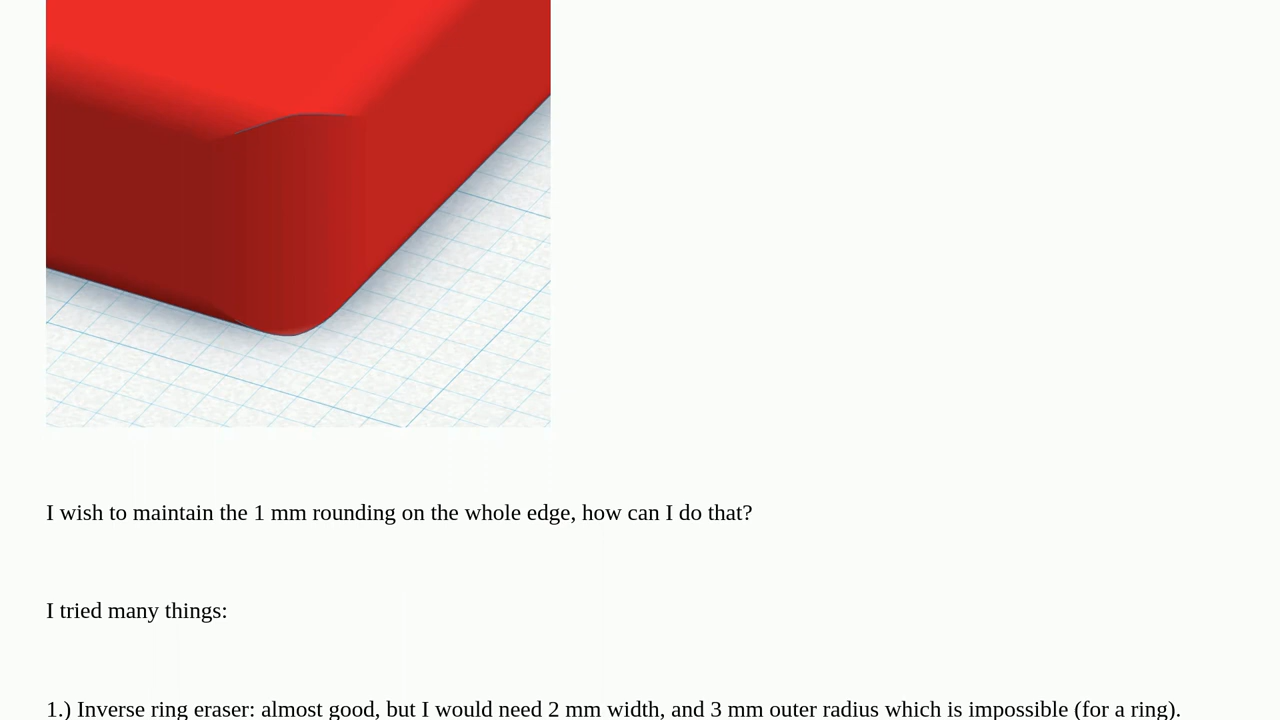 I wish to maintain the 1 mm rounding on the whole edge, how can I do that?
I tried many things:
1.) Inverse ring eraser: almost good, but I would need 2 mm width, and 3 mm outer radius which is impossible (for a ring).